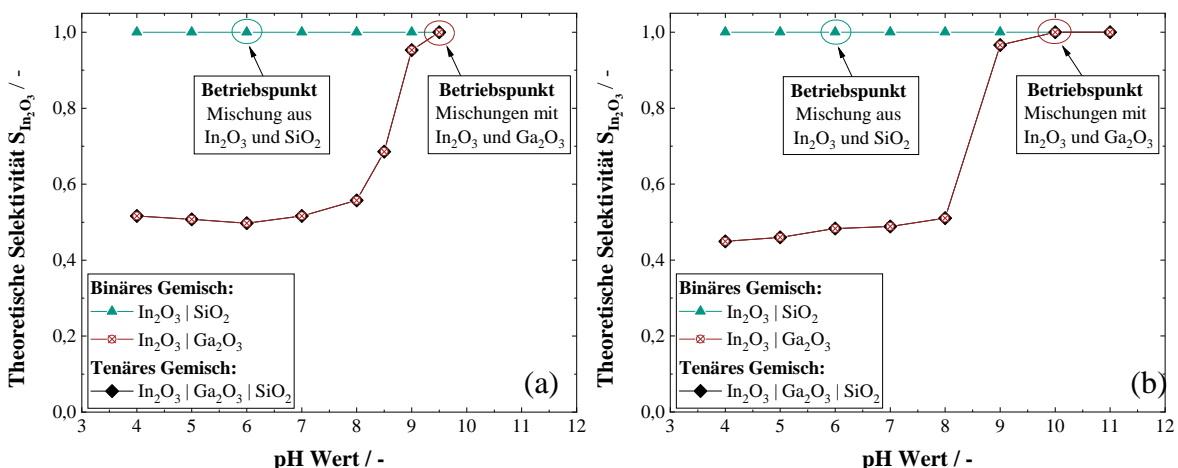 Theoretische Selektivität S_In₂O₃ / -
1,0
0,8
0,6
0,4
0,2
0,0
Betriebspunkt
Mischung aus
In₂O₃ und SiO₂
Betriebspunkt
Mischungen mit
In₂O₃ und Ga₂O₃
Binäres Gemisch:
In₂O₃ | SiO₂
In₂O₃ | Ga₂O₃
Tenäres Gemisch:
In₂O₃ | Ga₂O₃ | SiO₂
(a)
3 4 5 6 7 8 9 10 11 12
pH Wert / -
Theoretische Selektivität S_In₂O₃ / -
1,0
0,8
0,6
0,4
0,2
0,0
Betriebspunkt
Mischung aus
In₂O₃ und SiO₂
Betriebspunkt
Mischungen mit
In₂O₃ und Ga₂O₃
Binäres Gemisch:
In₂O₃ | SiO₂
In₂O₃ | Ga₂O₃
Tenäres Gemisch:
In₂O₃ | Ga₂O₃ | SiO₂
(b)
3 4 5 6 7 8 9 10 11 12
pH Wert / -